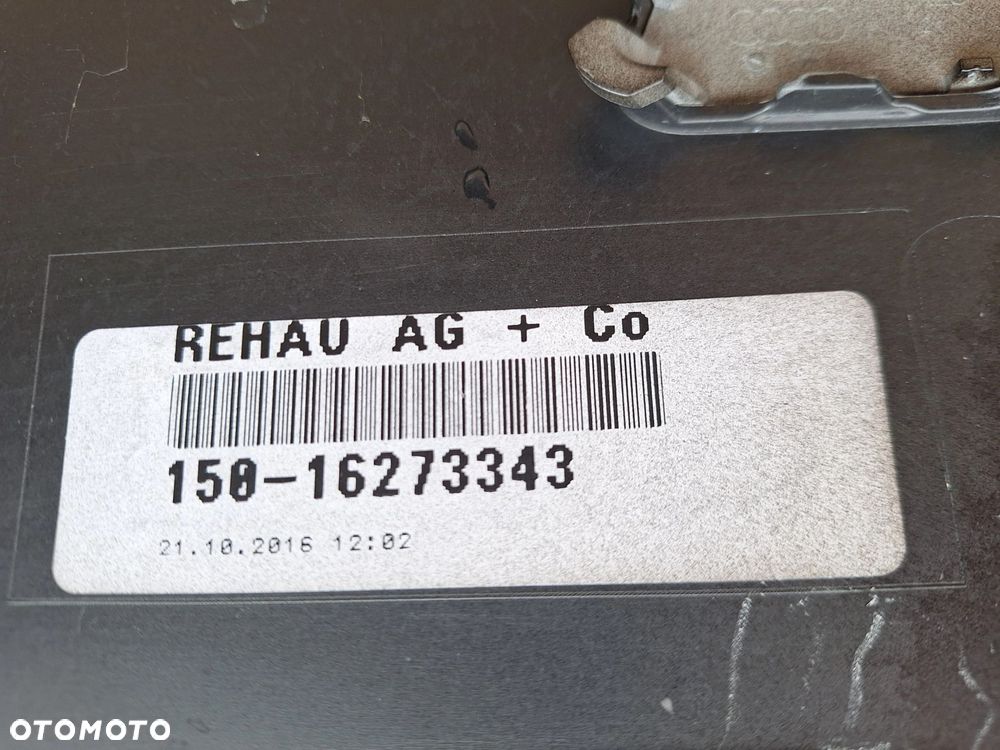 REHAU AG + Co
150-16273343
21.10.2016 12:02
OTOMOTO